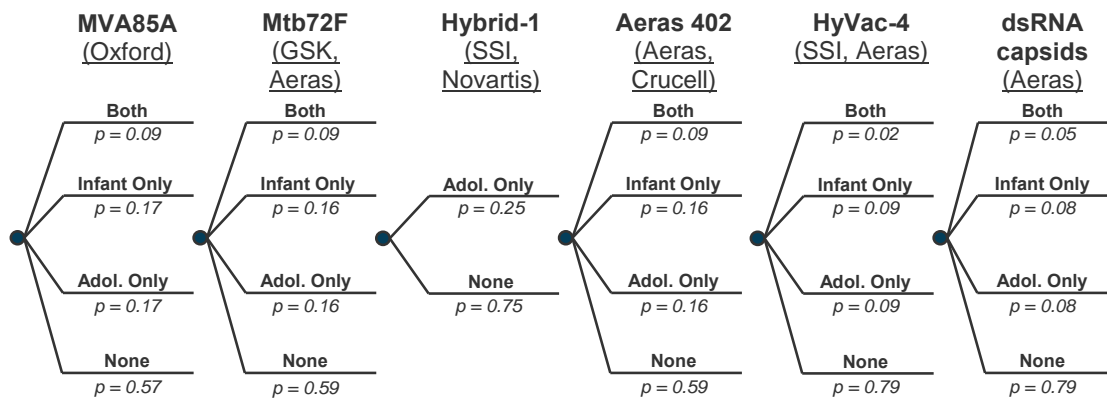 MVA85A
(Oxford)
Both
p = 0.09
Infant Only
p = 0.17
Adol. Only
p = 0.17
None
p = 0.57
Mtb72F
(GSK,
Aeras)
Both
p = 0.09
Infant Only
p = 0.16
Adol. Only
p = 0.16
None
p = 0.59
Hybrid-1
(SSI,
Novartis)
Adol. Only
p = 0.25
None
p = 0.75
Aeras 402
(Aeras,
Crucell)
Both
p = 0.09
Infant Only
p = 0.16
Adol. Only
p = 0.16
None
p = 0.59
HyVac-4
(SSI, Aeras)
Both
p = 0.02
Infant Only
p = 0.09
Adol. Only
p = 0.09
None
p = 0.79
dsRNA
capsids
(Aeras)
Both
p = 0.05
Infant Only
p = 0.08
Adol. Only
p = 0.08
None
p = 0.79